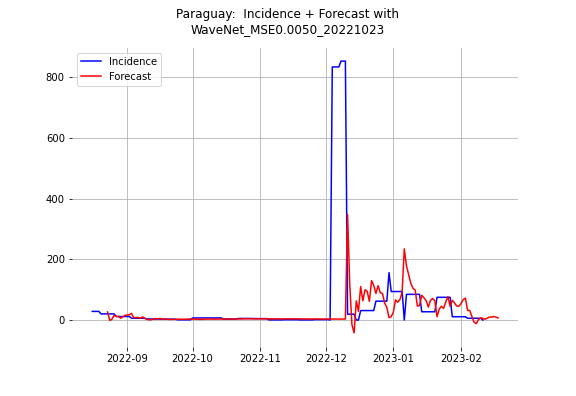 Paraguay:  Incidence + Forecast with
WaveNet_MSE0.0050_20221023
Incidence
Forecast
800
600
400
200
0
2022-09 2022-10 2022-11 2022-12 2023-01 2023-02